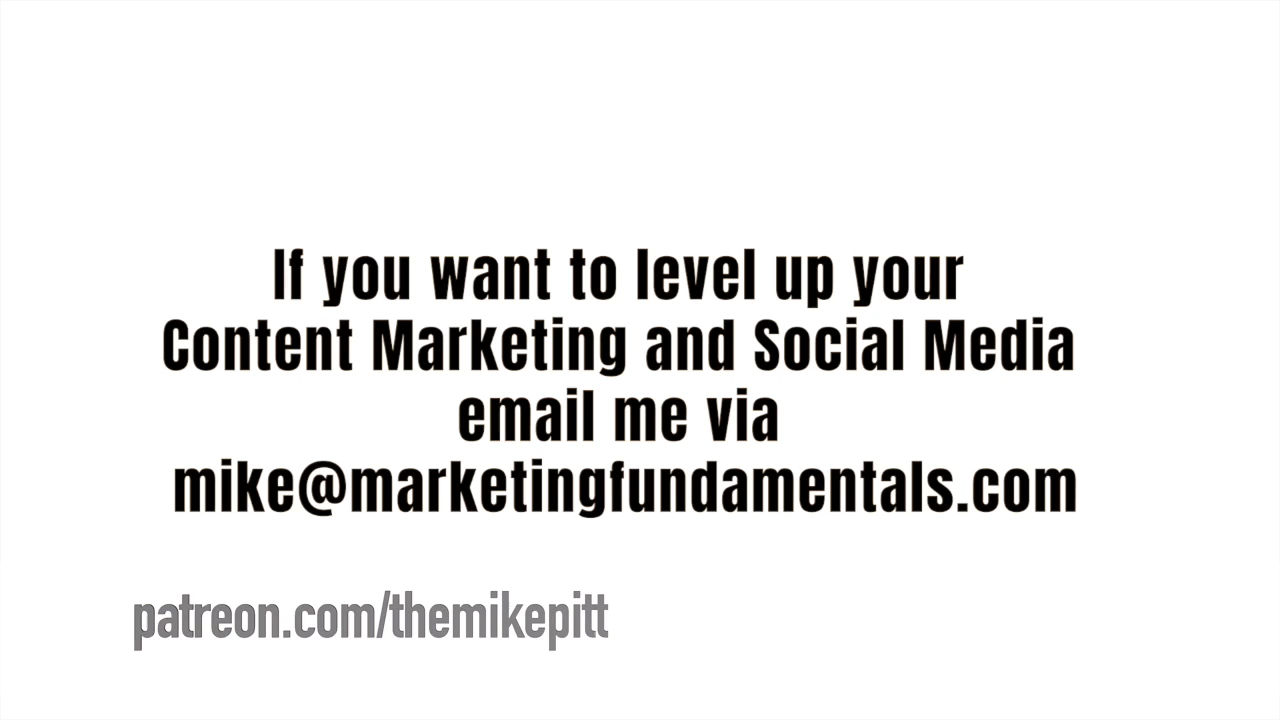 If you want to level up your
Content Marketing and Social Media
email me via
mike@marketingfundamentals.com
patreon.com/themikepitt